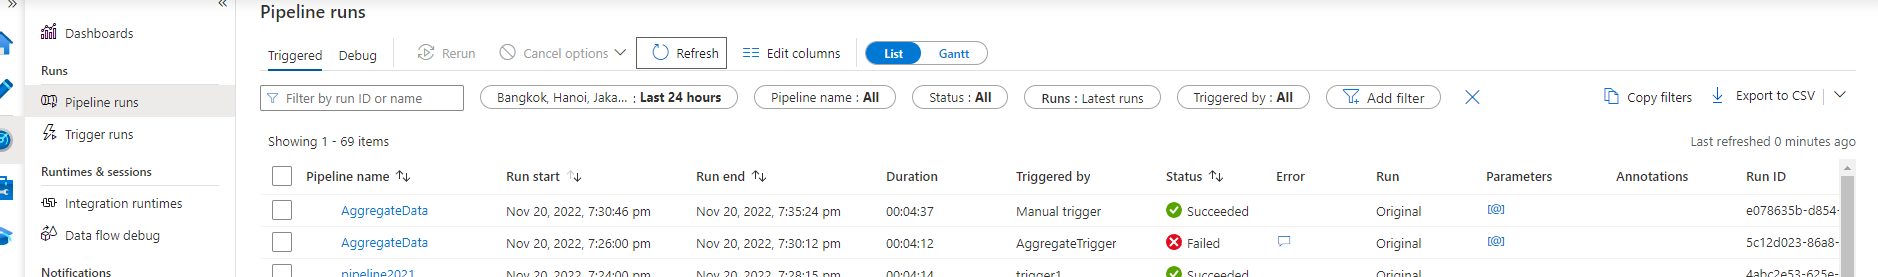 Pipeline runs
Dashboards
Runs
Pipeline runs
Trigger runs
Runtimes & sessions
Integration runtimes
Data flow debug
Notifications
Triggered Debug Rerun Cancel options Refresh Edit columns List Gantt
Filter by run ID or name Bangkok, Hanoi, Jaka... : Last 24 hours Pipeline name : All Status : All Runs : Latest runs Triggered by : All Add filter Copy filters Export to CSV
Showing 1 - 69 items Last refreshed 0 minutes ago
Pipeline name Run start Run end Duration Triggered by Status Error Run Parameters Annotations Run ID
AggregateData Nov 20, 2022, 7:30:46 pm Nov 20, 2022, 7:35:24 pm 00:04:37 Manual trigger Succeeded Original [@] e078635b-d854-
AggregateData Nov 20, 2022, 7:26:00 pm Nov 20, 2022, 7:30:12 pm 00:04:12 AggregateTrigger Failed Original [@] 5c12d023-86a8-
pipeline2021 Nov 20, 2022, 7:24:00 pm Nov 20, 2022, 7:28:15 pm 00:04:14 trigger1 Succeeded Original 4abc2e53-625e-